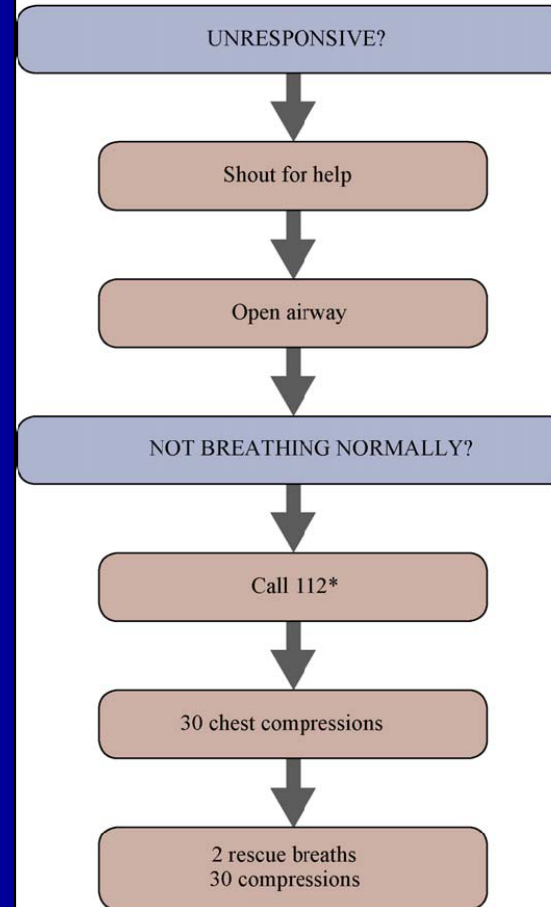 UNRESPONSIVE?
Shout for help
Open airway
NOT BREATHING NORMALLY?
Call 112*
30 chest compressions
2 rescue breaths
30 compressions